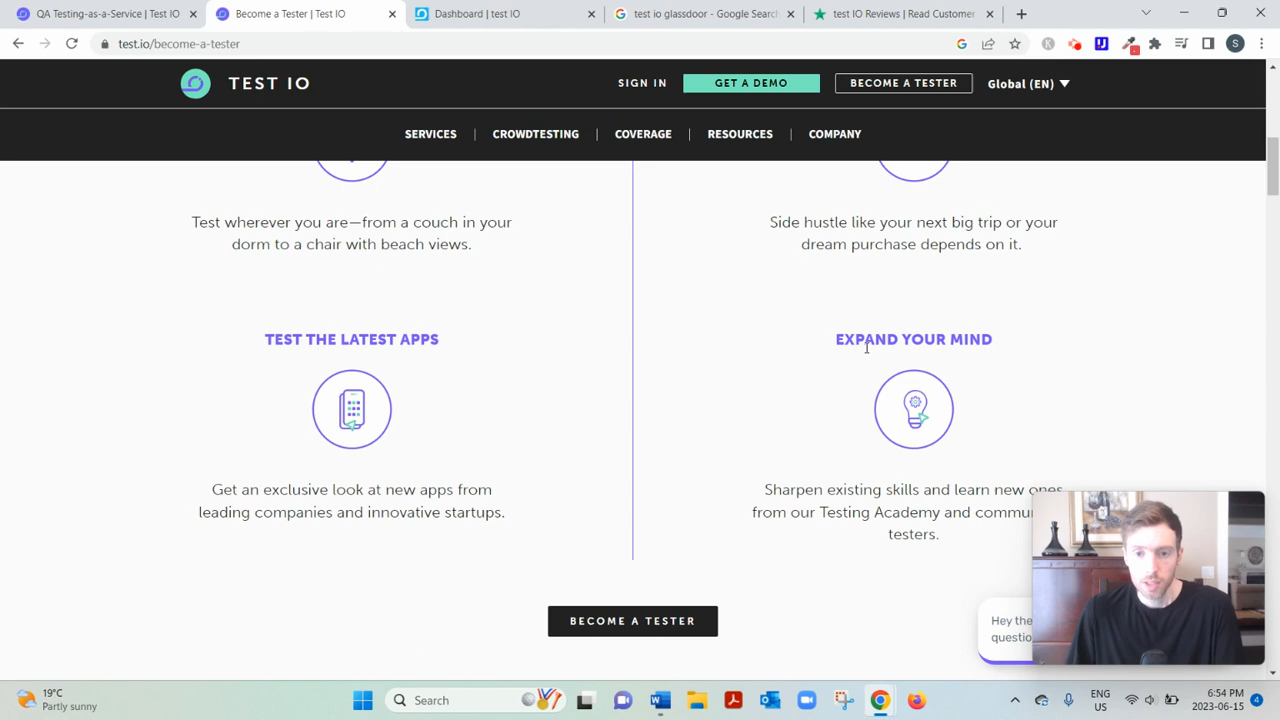 QA Testing-as-a-Service | Test IO
Become a Tester | Test IO
Dashboard | test IO
test io glassdoor - Google Search
test IO Reviews | Read Customer
test.io/become-a-tester
TEST IO
SIGN IN
GET A DEMO
BECOME A TESTER
Global (EN)
SERVICES
CROWDTESTING
COVERAGE
RESOURCES
COMPANY
Test wherever you are—from a couch in your
dorm to a chair with beach views.
Side hustle like your next big trip or your
dream purchase depends on it.
TEST THE LATEST APPS
EXPAND YOUR MIND
Get an exclusive look at new apps from
leading companies and innovative startups.
Sharpen existing skills and learn new ones
from our Testing Academy and
testers.
BECOME A TESTER
Hey
19°C
Partly sunny
Search
ENG
US
6:54 PM
2023-06-15
4
S